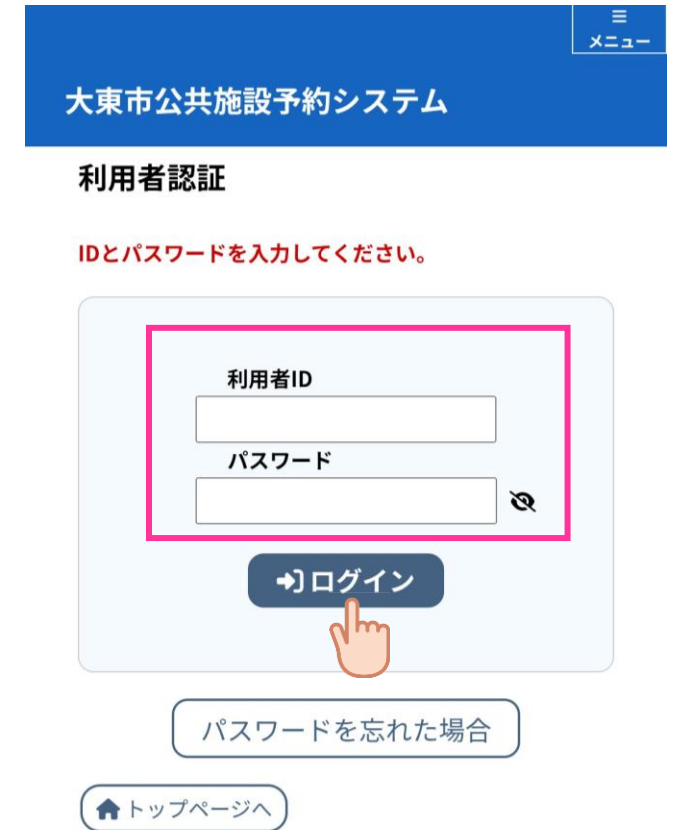 メニュー
大東市公共施設予約システム
利用者認証
IDとパスワードを入力してください。
利用者ID
パスワード
ログイン
パスワードを忘れた場合
トップページへ